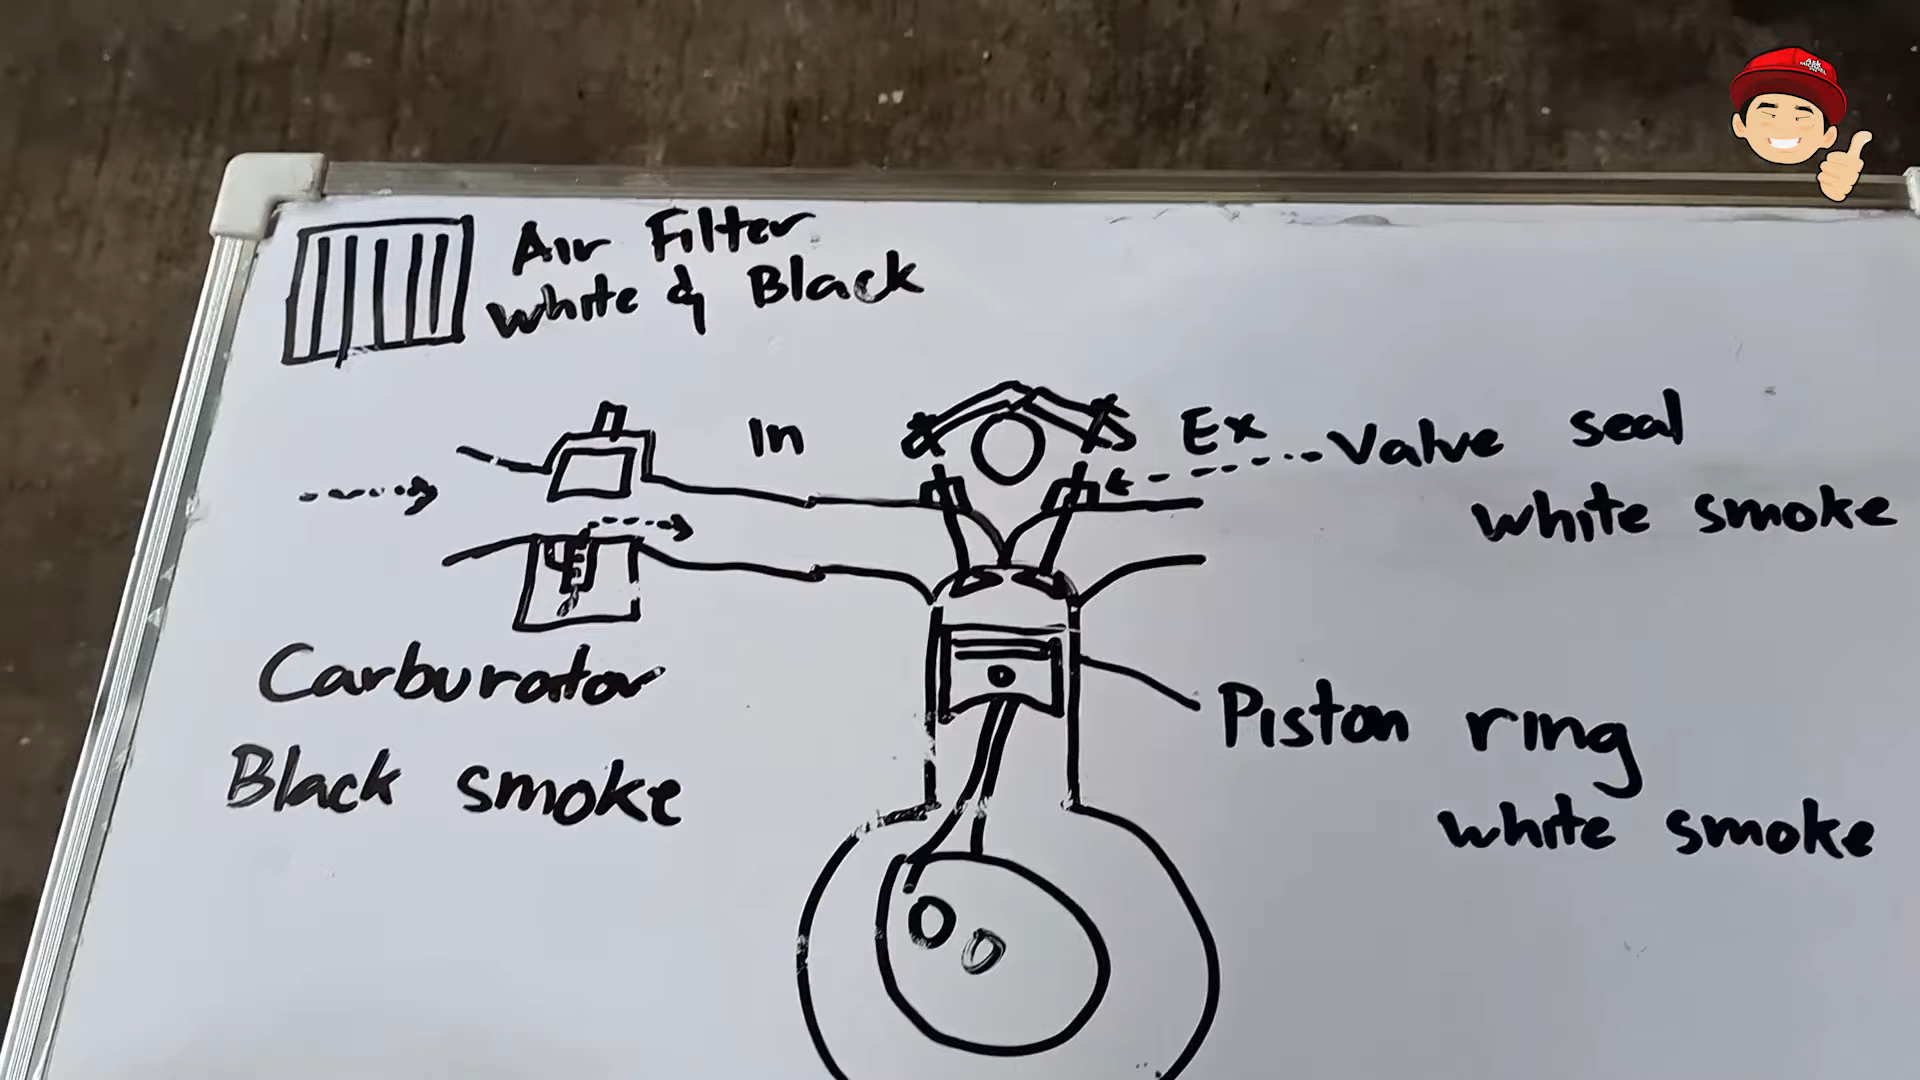 Air Filter
white & Black
In
Ex
Valve seal
white smoke
Carburator
Black smoke
Piston ring
white smoke